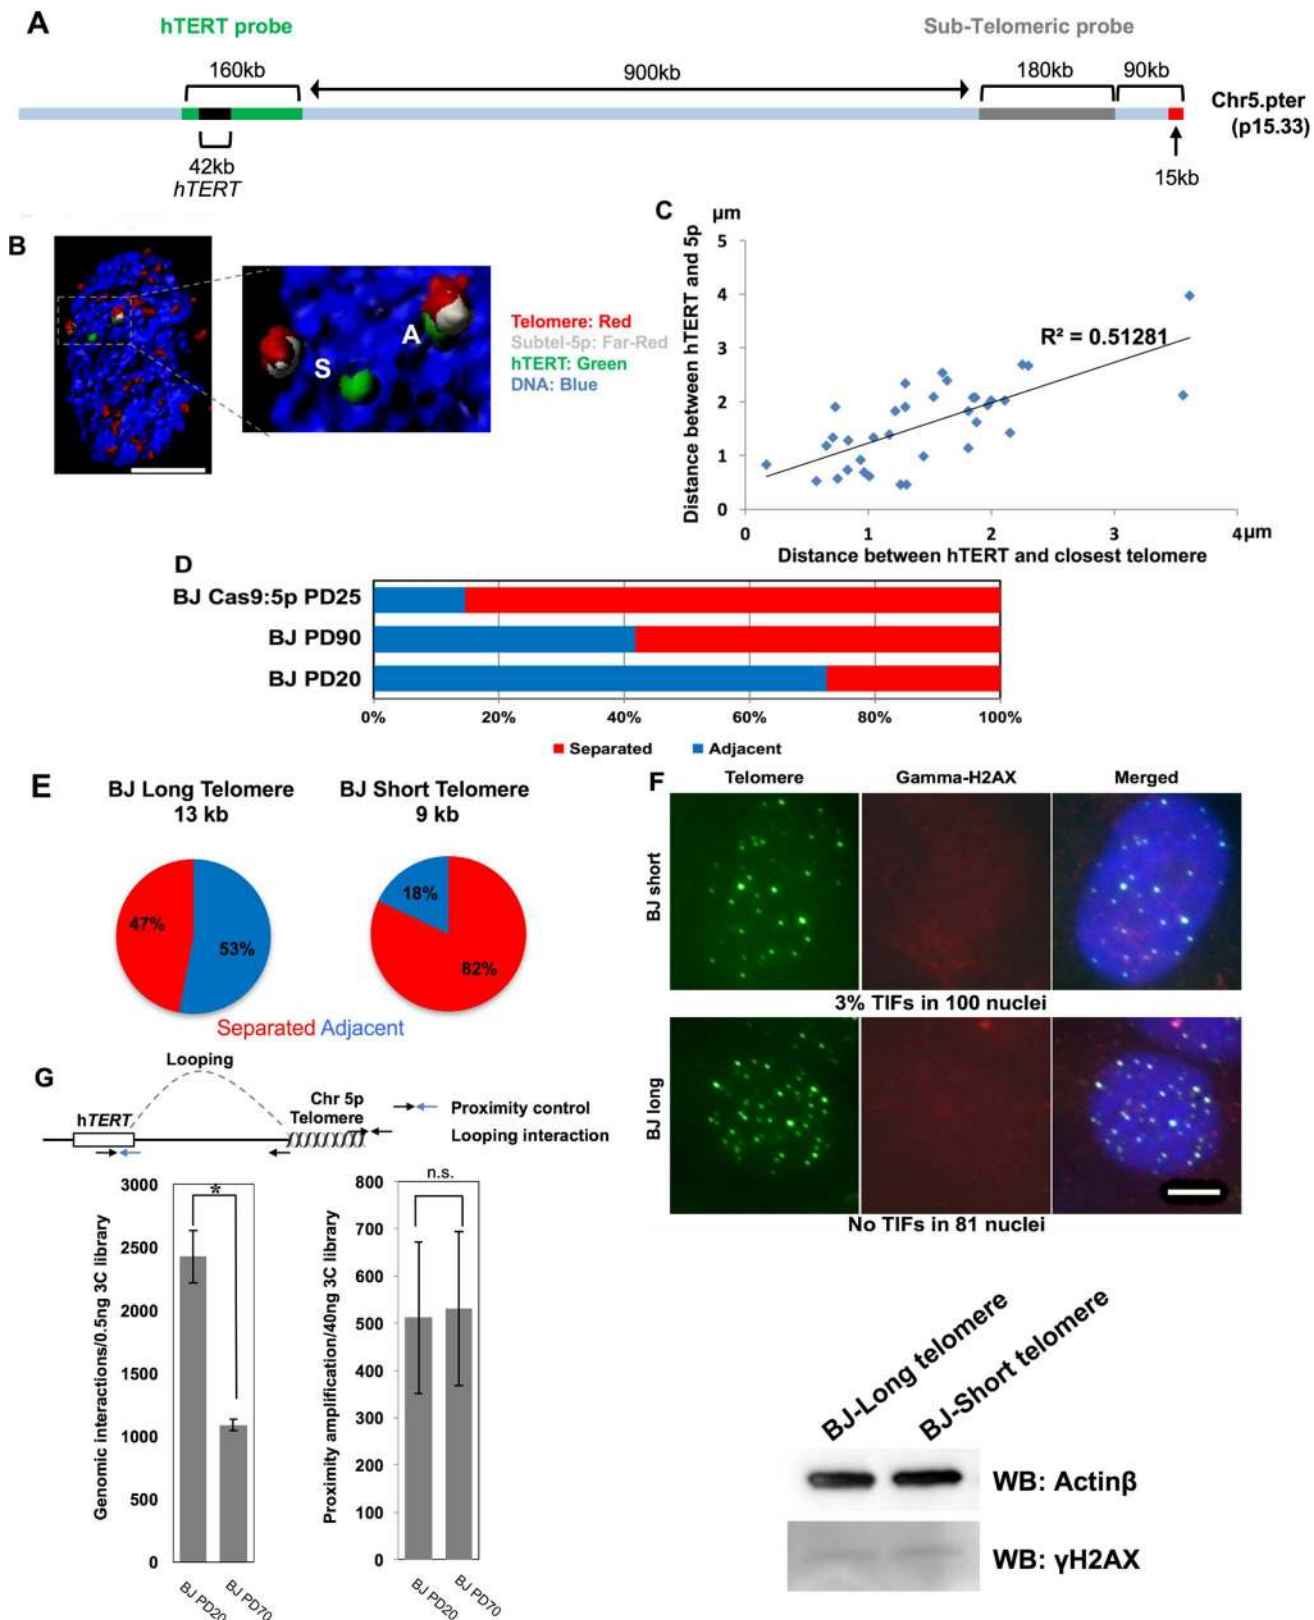 A
hTERT probe
Sub-Telomeric probe
160kb
900kb
180kb
90kb
Chr5.pter
(p15.33)
42kb
hTERT
15kb
B
S
A
Telomere: Red
Subtel-5p: Far-Red
hTERT: Green
DNA: Blue
C
µm
Distance between hTERT and 5p
5
4
3
2
1
0
R² = 0.51281
0
1
2
3
4
µm
Distance between hTERT and closest telomere
D
BJ Cas9:5p PD25
BJ PD90
BJ PD20
0%
20%
40%
60%
80%
100%
Separated
Adjacent
E
BJ Long Telomere
13 kb
BJ Short Telomere
9 kb
47%
53%
18%
82%
Separated Adjacent
F
Telomere
Gamma-H2AX
Merged
BJ short
3% TIFs in 100 nuclei
BJ long
No TIFs in 81 nuclei
BJ-Long telomere
BJ-Short telomere
WB: Actinβ
WB: γH2AX
G
Looping
hTERT
Chr 5p
Telomere
Proximity control
Looping interaction
Genomic interactions/0.5ng 3C library
3000
2500
2000
1500
1000
500
0
*
BJ PD20
BJ PD70
Proximity amplification/40ng 3C library
800
700
600
500
400
300
200
100
0
n.s.
BJ PD20
BJ PD70